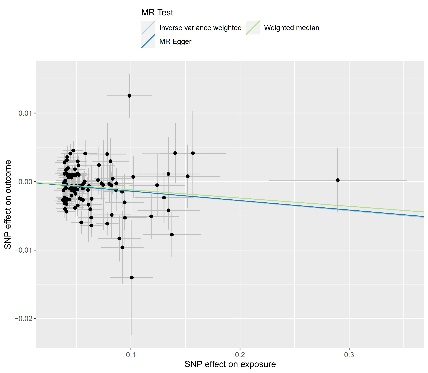 MR Test
Inverse variance weighted
Weighted median
MR Egger
0.01
0.00
-0.01
-0.02
SNP effect on outcome
0.1
0.2
0.3
SNP effect on exposure